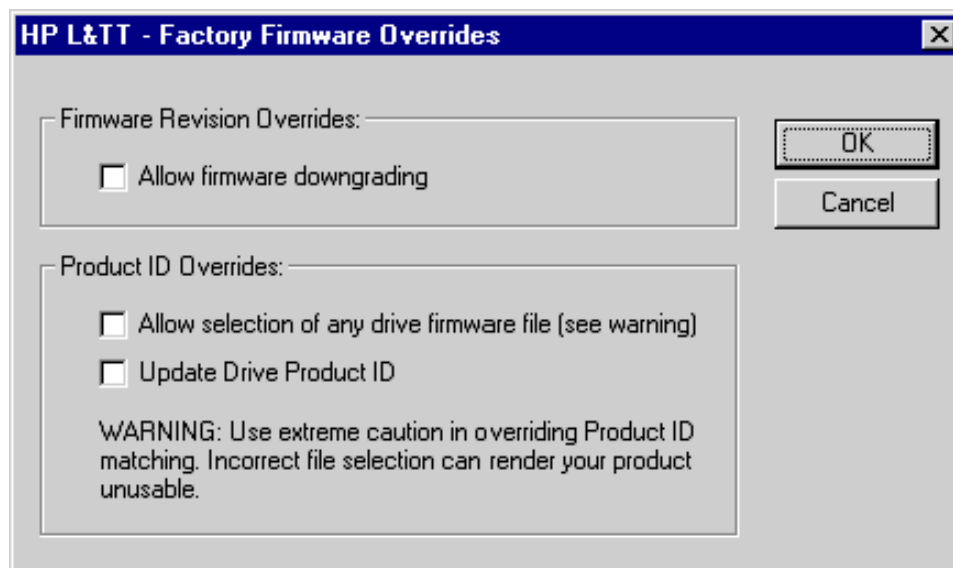 HP L&TT - Factory Firmware Overrides
Firmware Revision Overrides:
Allow firmware downgrading
OK
Cancel
Product ID Overrides:
Allow selection of any drive firmware file (see warning)
Update Drive Product ID
WARNING: Use extreme caution in overriding Product ID
matching. Incorrect file selection can render your product
unusable.